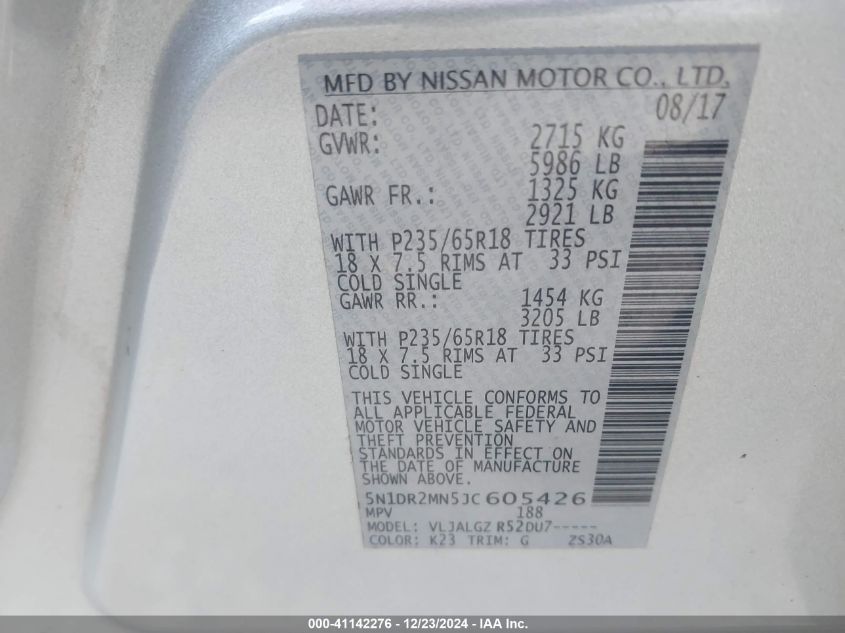 MFD BY NISSAN MOTOR CO., LTD.
DATE: 08/17
GVWR: 2715 KG
5986 LB
GAWR FR.: 1325 KG
2921 LB
WITH P235/65R18 TIRES
18 X 7.5 RIMS AT 33 PSI
COLD SINGLE
GAWR RR.: 1454 KG
3205 LB
WITH P235/65R18 TIRES
18 X 7.5 RIMS AT 33 PSI
COLD SINGLE
THIS VEHICLE CONFORMS TO
ALL APPLICABLE FEDERAL
MOTOR VEHICLE SAFETY AND
THEFT PREVENTION
STANDARDS IN EFFECT ON
THE DATE OF MANUFACTURE
SHOWN ABOVE.
5N1DR2MN5JC605426
MPV 188
MODEL: VLJALGZ R52DU7-----
COLOR: K23 TRIM: G ZS30A
000-41142276 - 12/23/2024 - IAA Inc.